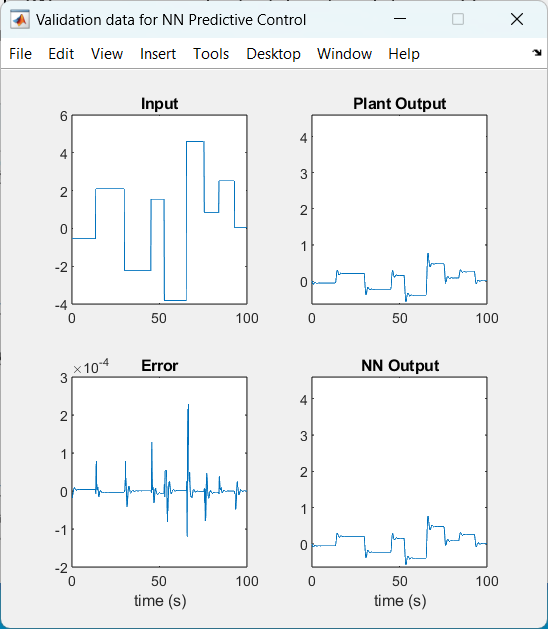 Validation data for NN Predictive Control
File Edit View Insert Tools Desktop Window Help
Input
6
4
2
0
-2
-4
0 50 100
Plant Output
4
3
2
1
0
0 50 100
Error
×10-4
3
2
1
0
-1
-2
0 50 100
time (s)
NN Output
4
3
2
1
0
0 50 100
time (s)